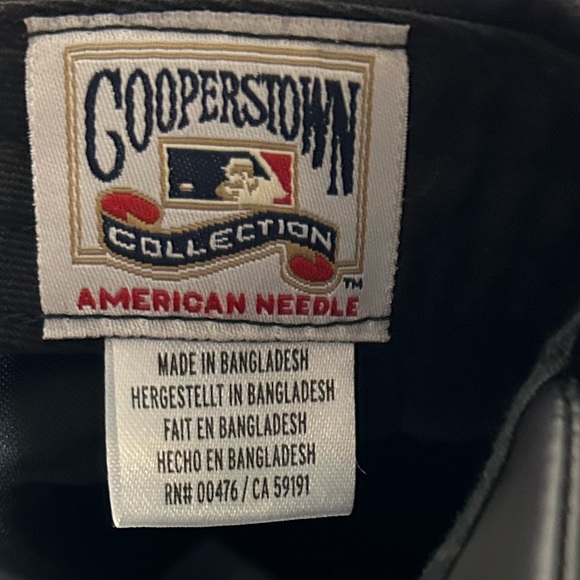 COOPERSTOWN
COLLECTION
TM
AMERICAN NEEDLE
MADE IN BANGLADESH
HERGESTELLT IN BANGLADESH
FAIT EN BANGLADESH
HECHO EN BANGLADESH
RN# 00476 / CA 59191